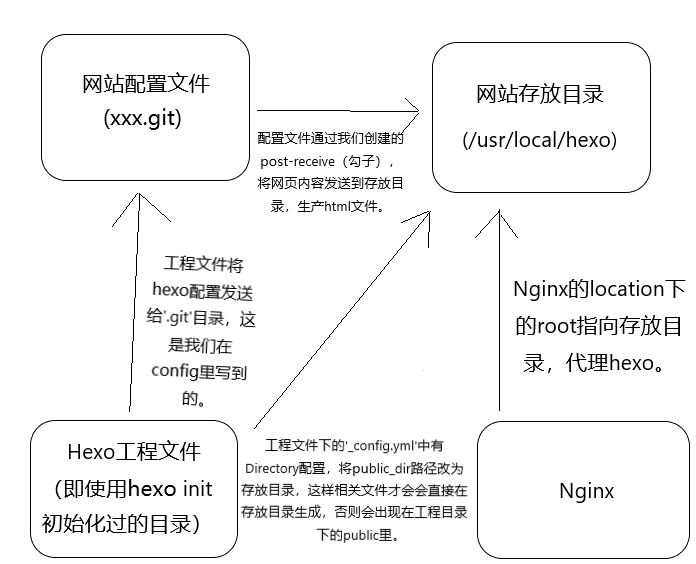 网站配置文件
(xxx.git)
网站存放目录
(/usr/local/hexo)
配置文件通过我们创建的
post-receive（勾子），
将网页内容发送到存放目
录，生产html文件。
工程文件将
hexo配置发送
给'.git'目录，这
是我们在
config里写到
的。
Nginx的location下
的root指向存放目
录，代理hexo。
Hexo工程文件
（即使用hexo init
初始化过的目录）
工程文件下的'_config.yml'中有
Directory配置，将public_dir路径改为
存放目录，这样相关文件才会会直接在
存放目录生成，否则会出现在工程目录
下的public里。
Nginx